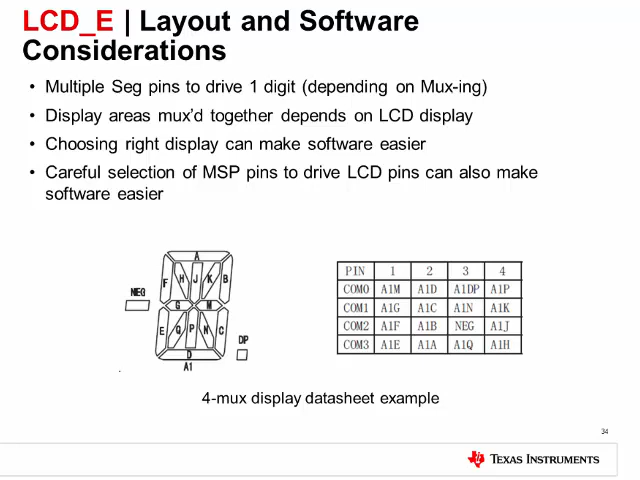 LCD_E | Layout and Software
Considerations
• Multiple Seg pins to drive 1 digit (depending on Mux-ing)
• Display areas mux'd together depends on LCD display
• Choosing right display can make software easier
• Careful selection of MSP pins to drive LCD pins can also make
software easier
A
F H J K B
NEG
G M
E Q P N C
DP
D
A1
PIN 1 2 3 4
COM0 A1M A1D A1DP A1P
COM1 A1G A1C A1N A1K
COM2 A1F A1B NEG A1J
COM3 A1E A1A A1Q A1H
4-mux display datasheet example
34
TEXAS INSTRUMENTS